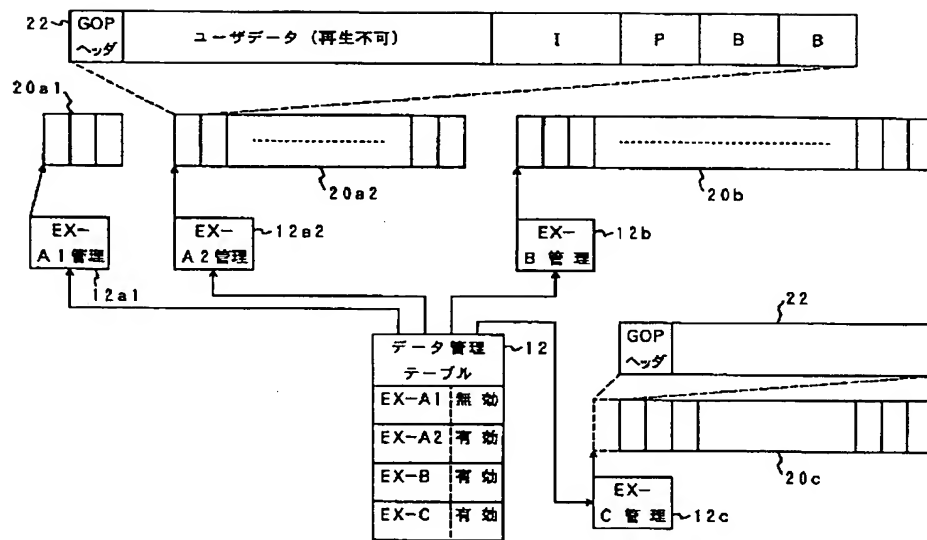 22
GOP
ヘッダ
ユーザデータ (再生不可)
I
P
B
B
20a1
20a2
20b
EX-
A1管理
12a1
EX-
A2管理
12a2
EX-
B 管理
12b
22
GOP
ヘッダ
データ管理
テーブル
12
EX-A1 無効
EX-A2 有効
EX-B 有効
EX-C 有効
20c
EX-
C 管理
12c